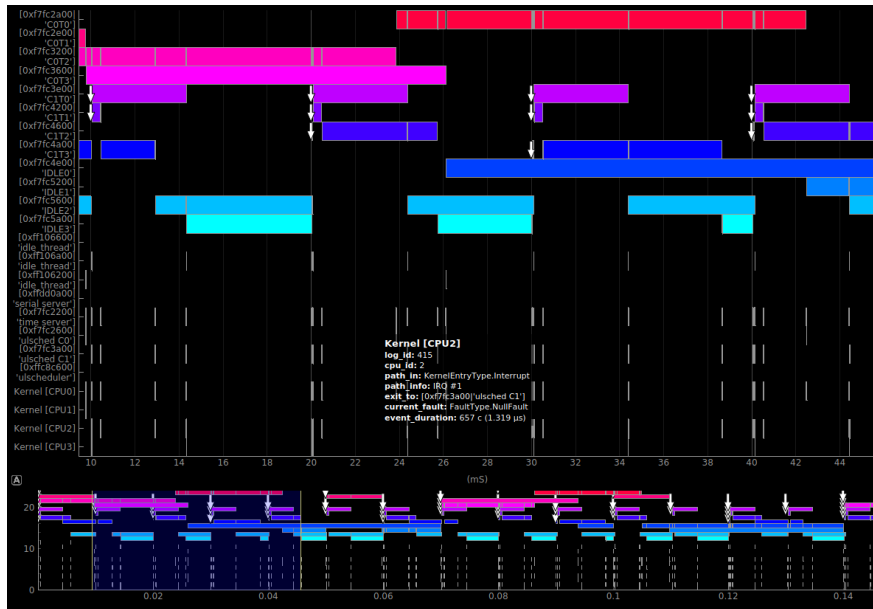 [0xf7fc2a00|
'C0T0']
[0xf7fc2e00|
'C0T1']
[0xf7fc3200|
'C0T2']
[0xf7fc3600|
'C0T3']
[0xf7fc3e00|
'C1T0']
[0xf7fc4200|
'C1T1']
[0xf7fc4600|
'C1T2']
[0xf7fc4a00|
'C1T3']
[0xf7fc4e00|
'IDLE0']
[0xf7fc5200|
'IDLE1']
[0xf7fc5600|
'IDLE2']
[0xf7fc5a00|
'IDLE3']
[0xff106600|
'idle_thread']
[0xff106a00|
'idle_thread']
[0xff106200|
'idle_thread']
[0xffdd0a00|
'serial server']
[0xf7fc2200|
'time server']
[0xf7fc2600|
'ulsched C0']
[0xf7fc3a00|
'ulsched C1']
[0xffc8c600|
'ulscheduler']
Kernel [CPU0]
Kernel [CPU1]
Kernel [CPU2]
Kernel [CPU3]
Kernel [CPU2]
log_id: 415
cpu_id: 2
path_in: KernelEntryType.Interrupt
path_info: IRQ #1
exit_to: [0xf7fc3a00|'ulsched C1']
current_fault: FaultType.NullFault
event_duration: 657 c (1.319 µs)
10 12 14 16 18 20 22 24 26 28 30 32 34 36 38 40 42 44
(mS)
A
20
10
0
0.02 0.04 0.06 0.08 0.1 0.12 0.14